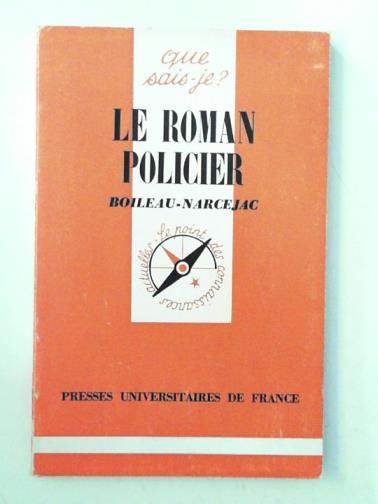 que
sais-je?
LE ROMAN
POLICIER
BOILEAU-NARCEJAC
Le point des connaissances actuelles
PRESSES UNIVERSITAIRES DE FRANCE